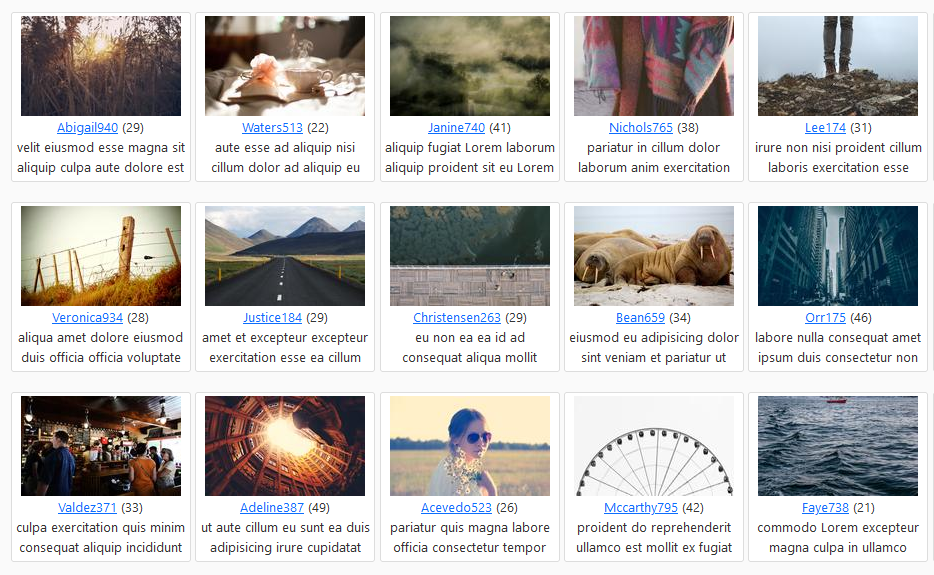 Abigail940 (29)
velit eiusmod esse magna sit
aliquip culpa aute dolore est
Waters513 (22)
aute esse ad aliquip nisi
cillum dolor ad aliquip eu
Janine740 (41)
aliquip fugiat Lorem laborum
aliquip proident sit eu Lorem
Nichols765 (38)
pariatur in cillum dolor
laborum anim exercitation
Lee174 (31)
irure non nisi proident cillum
laboris exercitation esse
Veronica934 (28)
aliqua amet dolore eiusmod
duis officia officia voluptate
Justice184 (29)
amet et excepteur excepteur
exercitation esse ea cillum
Christensen263 (29)
eu non ea ea id ad
consequat aliqua mollit
Bean659 (34)
eiusmod eu adipisicing dolor
sint veniam et pariatur ut
Orr175 (46)
labore nulla consequat amet
ipsum duis consectetur non
Valdez371 (33)
culpa exercitation quis minim
consequat aliquip incididunt
Adeline387 (49)
ut aute cillum eu sunt ea duis
adipisicing irure cupidatat
Acevedo523 (26)
pariatur quis magna labore
officia consectetur tempor
Mccarthy795 (42)
proident do reprehenderit
ullamco est mollit ex fugiat
Faye738 (21)
commodo Lorem excepteur
magna culpa in ullamco